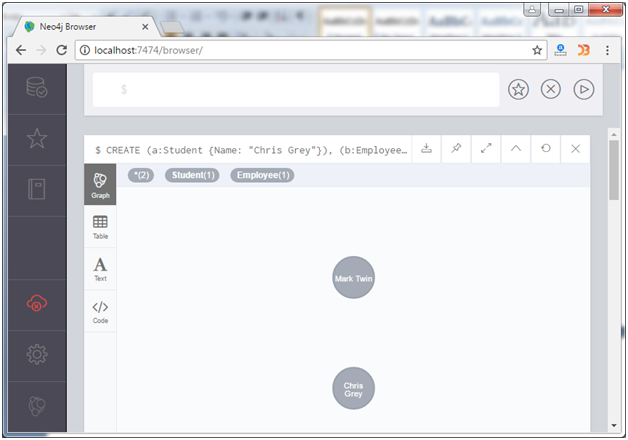 Neo4j Browser
localhost:7474/browser/
$
$ CREATE (a:Student {Name: "Chris Grey"}), (b:Employee…
*(2) Student(1) Employee(1)
Graph
Table
A
Text
</>
Code
Mark Twin
Chris
Grey